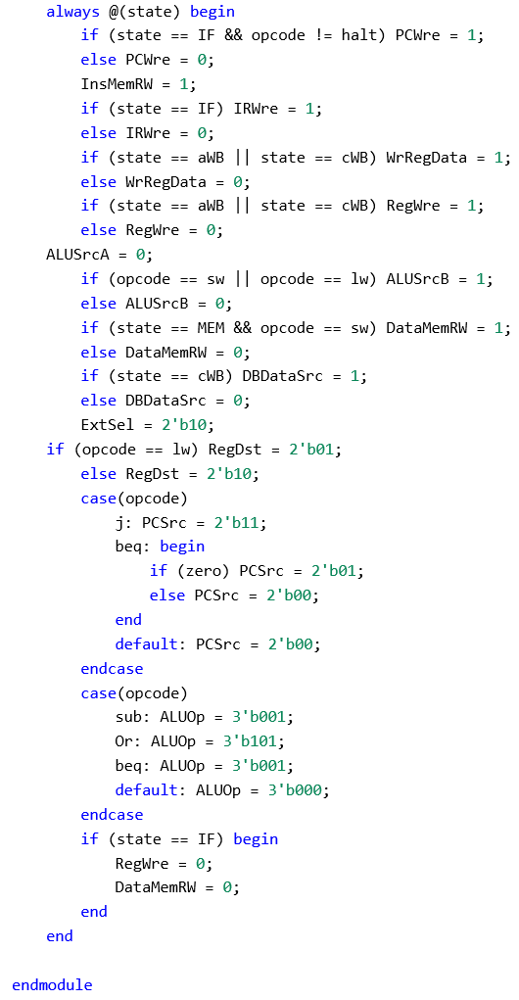 always @(state) begin
if (state == IF && opcode != halt) PCWre = 1;
else PCWre = 0;
InsMemRW = 1;
if (state == IF) IRWre = 1;
else IRWre = 0;
if (state == aWB || state == cWB) WrRegData = 1;
else WrRegData = 0;
if (state == aWB || state == cWB) RegWre = 1;
else RegWre = 0;
ALUSrcA = 0;
if (opcode == sw || opcode == lw) ALUSrcB = 1;
else ALUSrcB = 0;
if (state == MEM && opcode == sw) DataMemRW = 1;
else DataMemRW = 0;
if (state == cWB) DBDataSrc = 1;
else DBDataSrc = 0;
ExtSel = 2'b10;
if (opcode == lw) RegDst = 2'b01;
else RegDst = 2'b10;
case(opcode)
j: PCSrc = 2'b11;
beq: begin
if (zero) PCSrc = 2'b01;
else PCSrc = 2'b00;
end
default: PCSrc = 2'b00;
endcase
case(opcode)
sub: ALUOp = 3'b001;
Or: ALUOp = 3'b101;
beq: ALUOp = 3'b001;
default: ALUOp = 3'b000;
endcase
if (state == IF) begin
RegWre = 0;
DataMemRW = 0;
end
end
endmodule